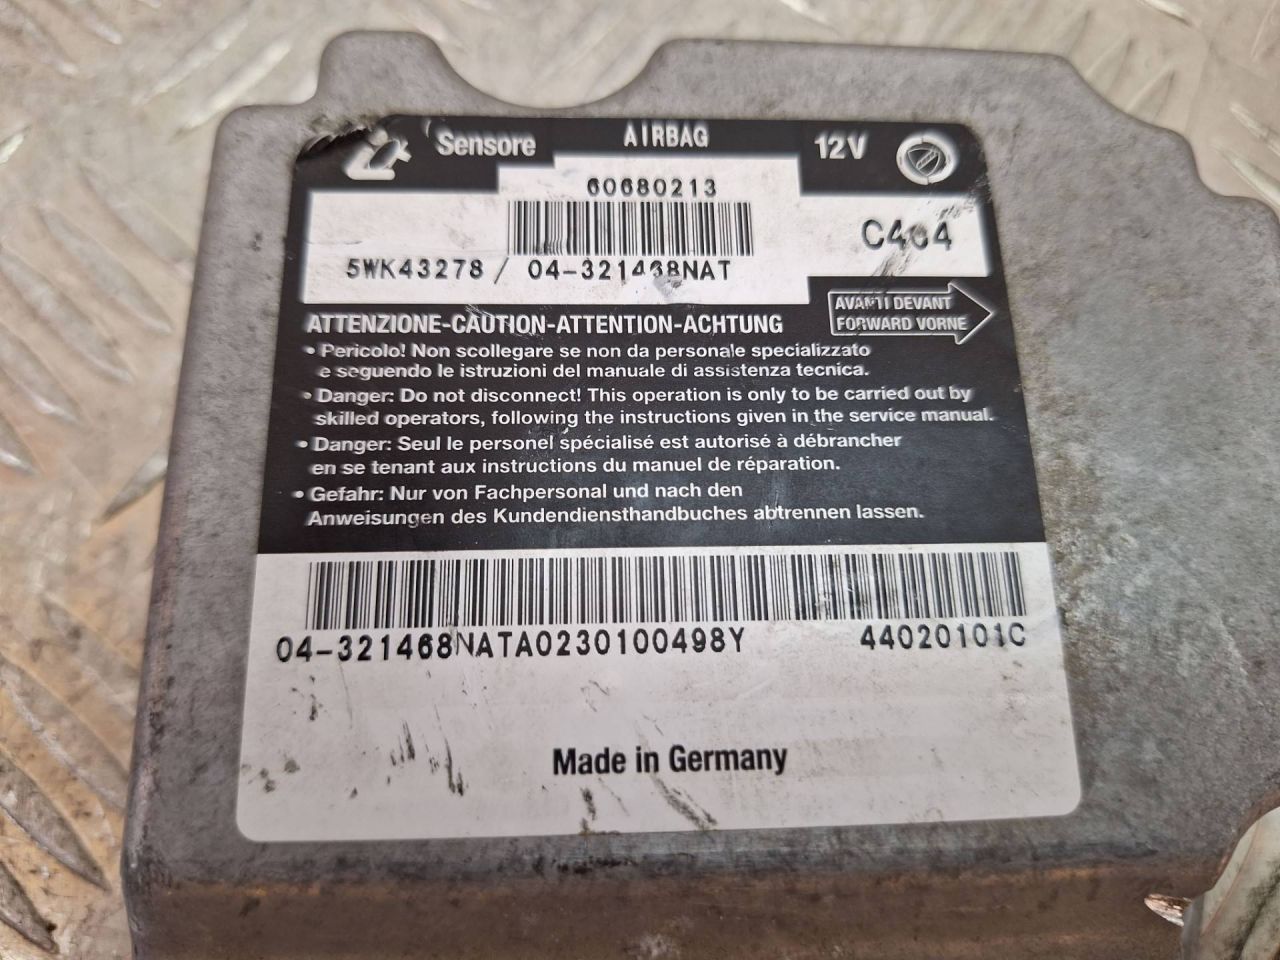 Sensore AIRBAG 12V
60680213
C464
5WK43278 / 04-321468NAT
AVANTI DEVANT
FORWARD VORNE
ATTENZIONE-CAUTION-ATTENTION-ACHTUNG
• Pericolo! Non scollegare se non da personale specializzato
e seguendo le istruzioni del manuale di assistenza tecnica.
• Danger: Do not disconnect! This operation is only to be carried out by
skilled operators, following the instructions given in the service manual.
• Danger: Seul le personel spécialisé est autorisé à débrancher
en se tenant aux instructions du manuel de réparation.
• Gefahr: Nur von Fachpersonal und nach den
Anweisungen des Kundendiensthandbuches abtrennen lassen.
04-321468NATA0230100498Y 44020101C
Made in Germany